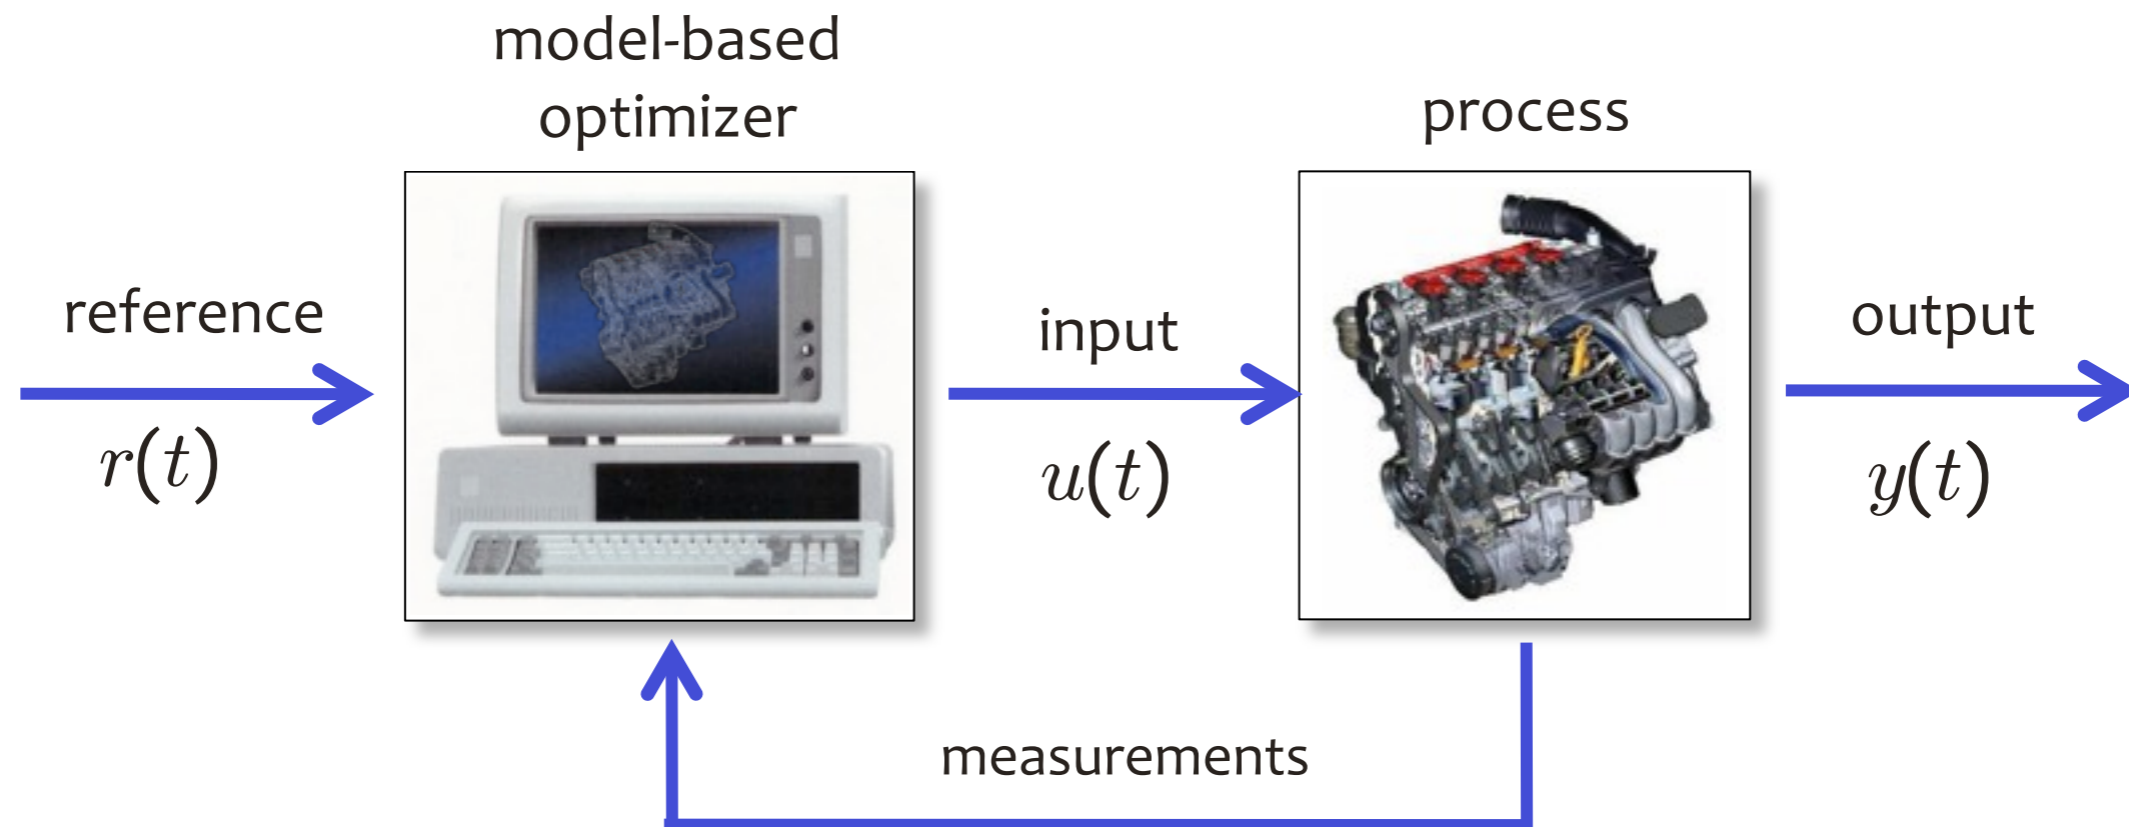 model-based
optimizer
process
reference
r(t)
input
u(t)
output
y(t)
measurements